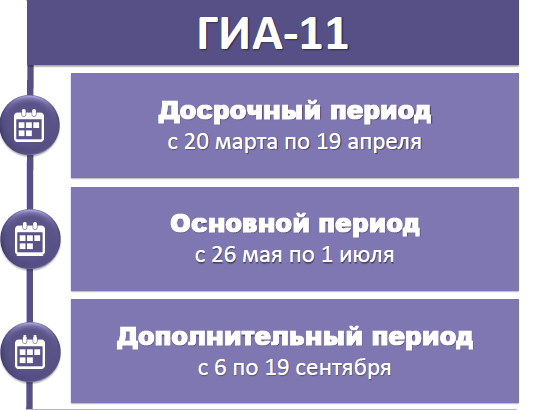 ГИА-11
Досрочный период
с 20 марта по 19 апреля
Основной период
с 26 мая по 1 июля
Дополнительный период
с 6 по 19 сентября